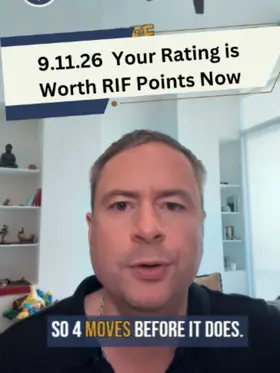 9.11.26 Your Rating is
Worth RIF Points Now
SO 4 MOVES BEFORE IT DOES.